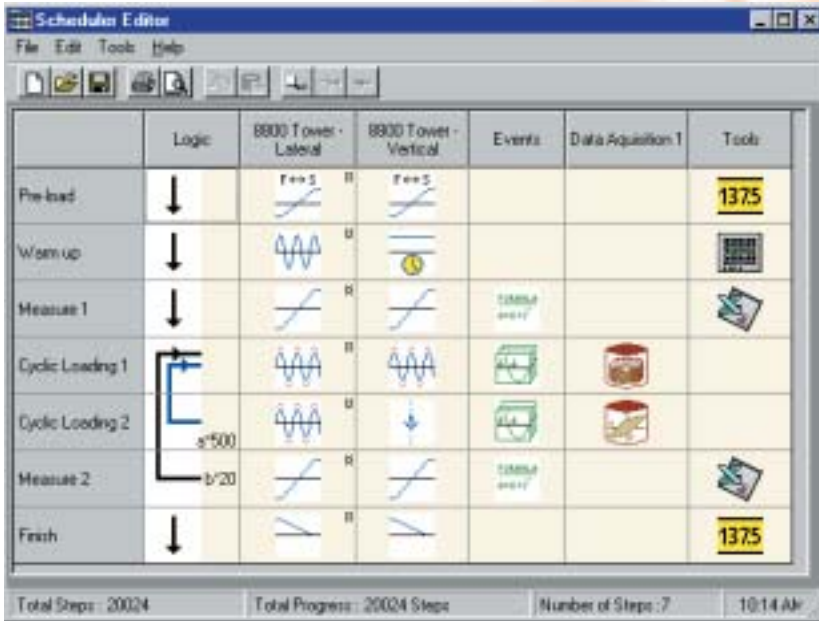 Scheduler Editor
File Edit Tools Help
Logic 8800 Tower - Lateral 8800 Tower - Vertical Events Data Aquisition 1 Tools
Pre-load F↔S F↔S 137.5
Warm up
Measure 1
Cyclic Loading 1
Cyclic Loading 2 a*500
Measure 2 b*20
Finish 137.5
Total Steps : 20024 Total Progress : 20024 Steps Number of Steps :7 10:14 AM